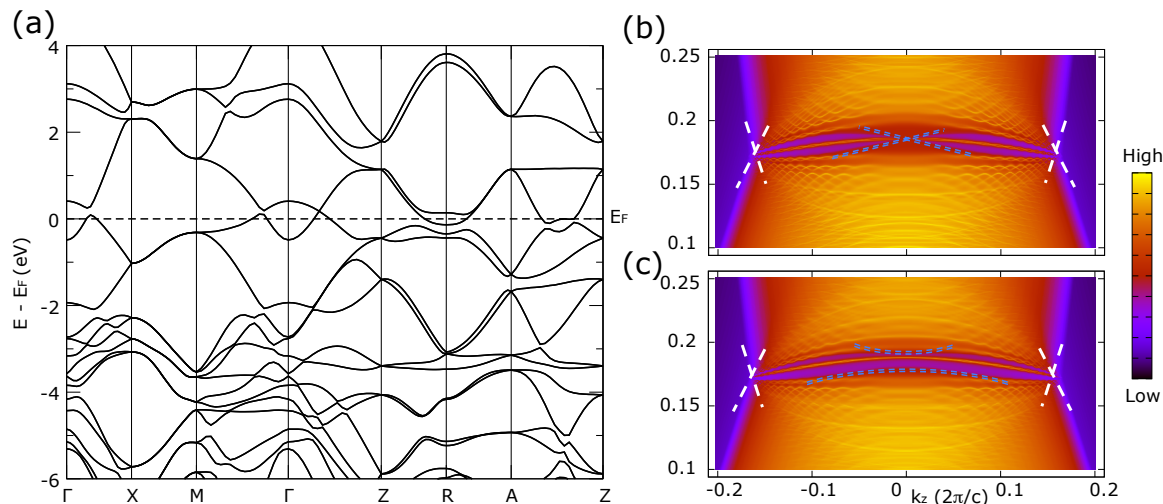 (a)
E - EF (eV)
4
2
0
-2
-4
-6
EF
Γ X M Γ Z R A Z
(b)
0.25
0.2
0.15
0.1
(c)
0.25
0.2
0.15
0.1
-0.2 -0.1 0 0.1 0.2
kz (2π/c)
High
Low